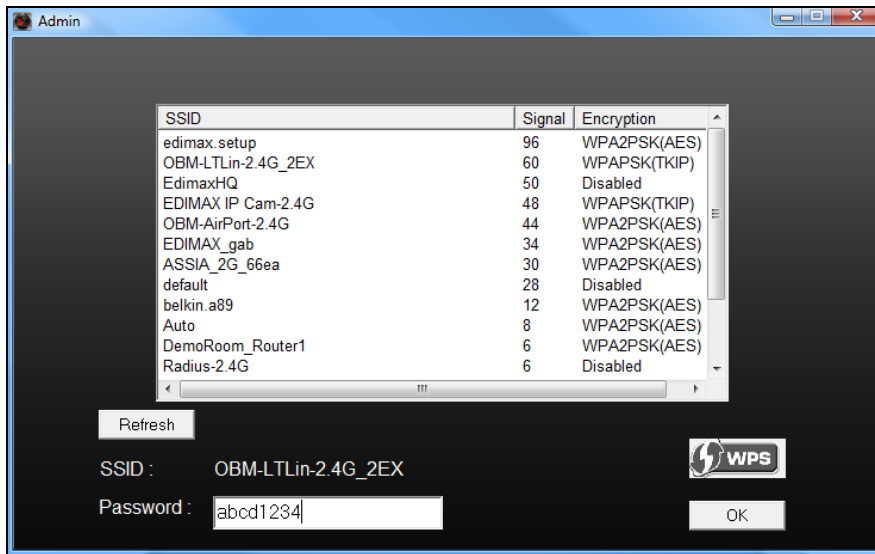 Admin
SSID Signal Encryption
edimax.setup 96 WPA2PSK(AES)
OBM-LTLin-2.4G_2EX 60 WPAPSK(TKIP)
EdimaxHQ 50 Disabled
EDIMAX IP Cam-2.4G 48 WPAPSK(TKIP)
OBM-AirPort-2.4G 44 WPA2PSK(AES)
EDIMAX_gab 34 WPA2PSK(AES)
ASSIA_2G_66ea 30 WPA2PSK(AES)
default 28 Disabled
belkin.a89 12 WPA2PSK(AES)
Auto 8 WPA2PSK(AES)
DemoRoom_Router1 6 WPA2PSK(AES)
Radius-2.4G 6 Disabled
Refresh
SSID : OBM-LTLin-2.4G_2EX
WPS
Password : abcd1234
OK